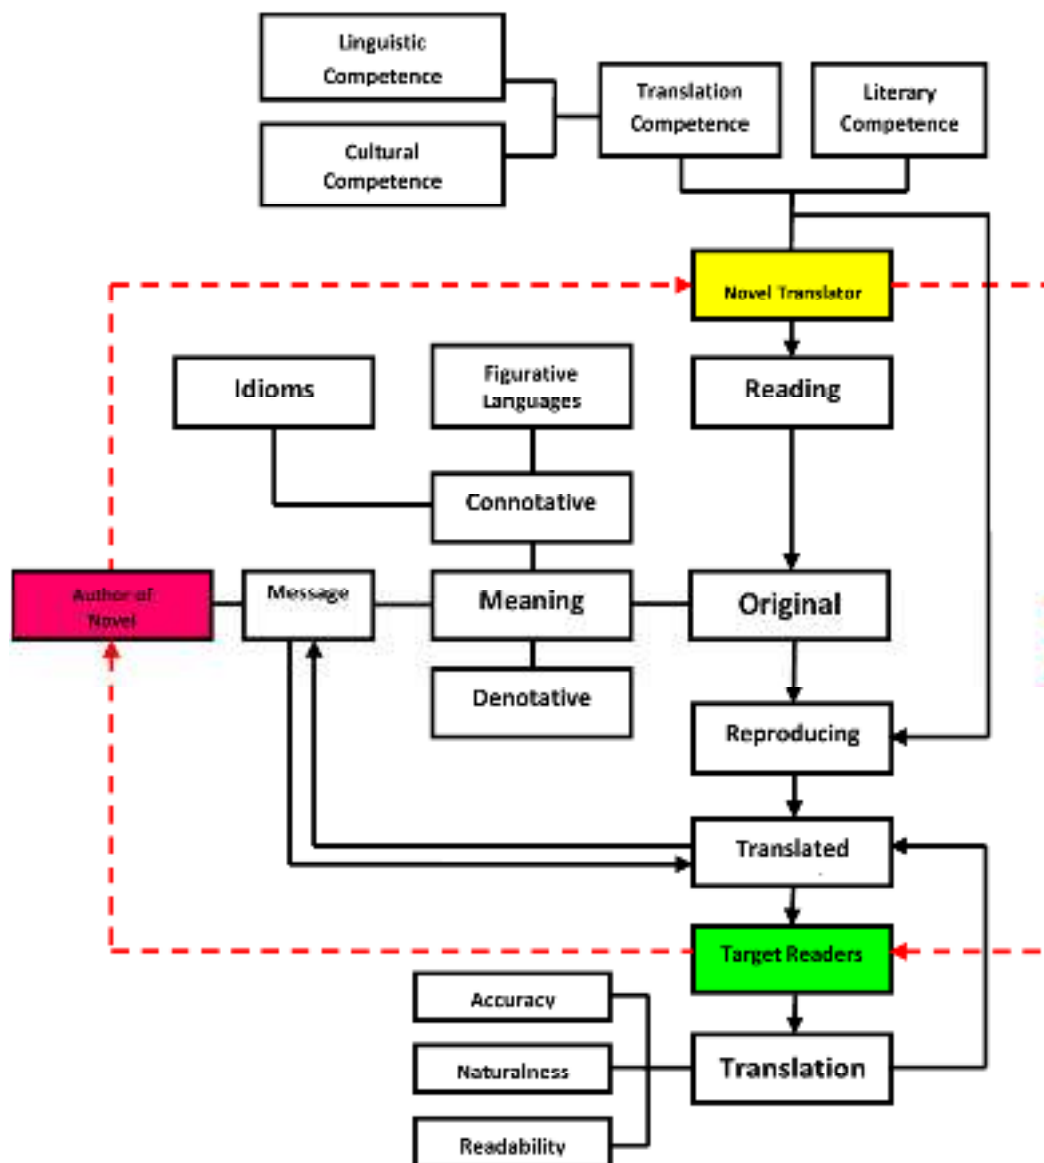 Linguistic
Competence
Translation
Competence
Literary
Competence
Cultural
Competence
Novel Translator
Idioms
Figurative
Languages
Reading
Connotative
Author of
Novel
Message
Meaning
Original
Denotative
Reproducing
Translated
Target Readers
Accuracy
Naturalness
Translation
Readability